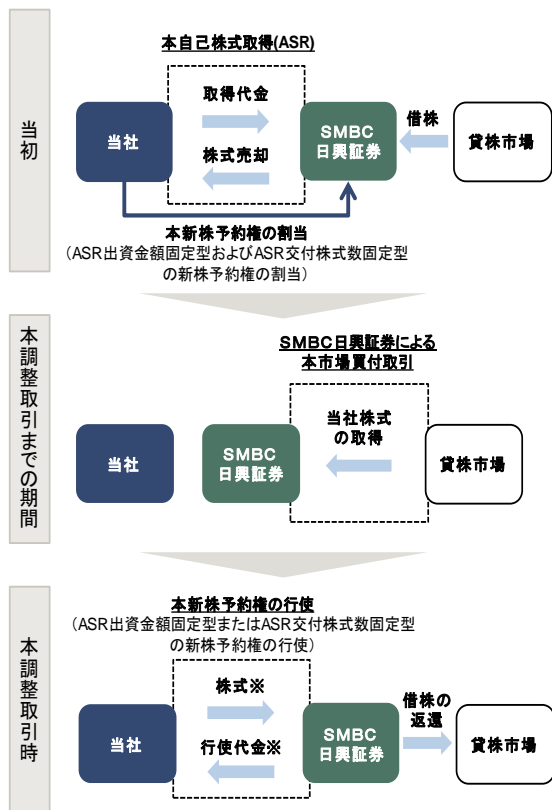 当初
本自己株式取得(ASR)
取得代金
当社
株式売却
SMBC
日興証券
借株
貸株市場
本新株予約権の割当
(ASR出資金額固定型およびASR交付株式数固定型
の新株予約権の割当)
本調整取引までの期間
SMBC日興証券による
本市場買付取引
当社
SMBC
日興証券
当社株式
の取得
貸株市場
本調整取引時
本新株予約権の行使
(ASR出資金額固定型またはASR交付株式数固定型
の新株予約権の行使)
株式※
当社
行使代金※
SMBC
日興証券
借株の
返還
貸株市場